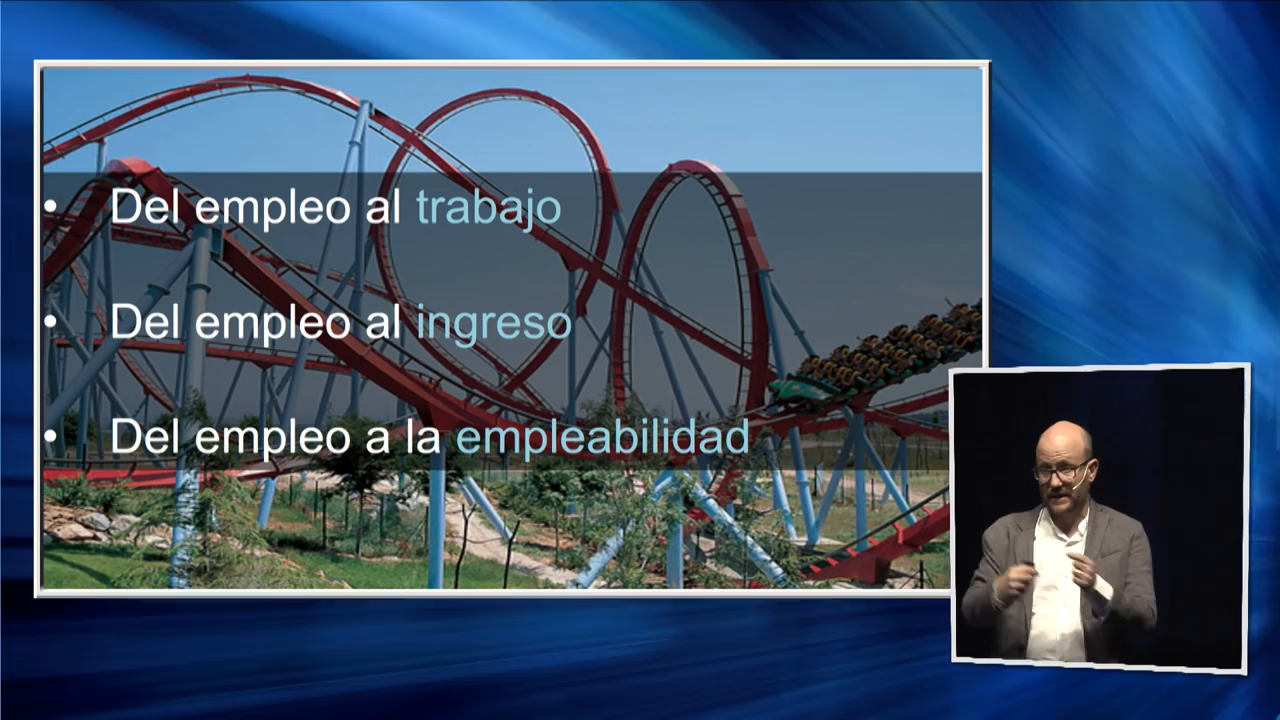 • Del empleo al trabajo
• Del empleo al ingreso
• Del empleo a la empleabilidad